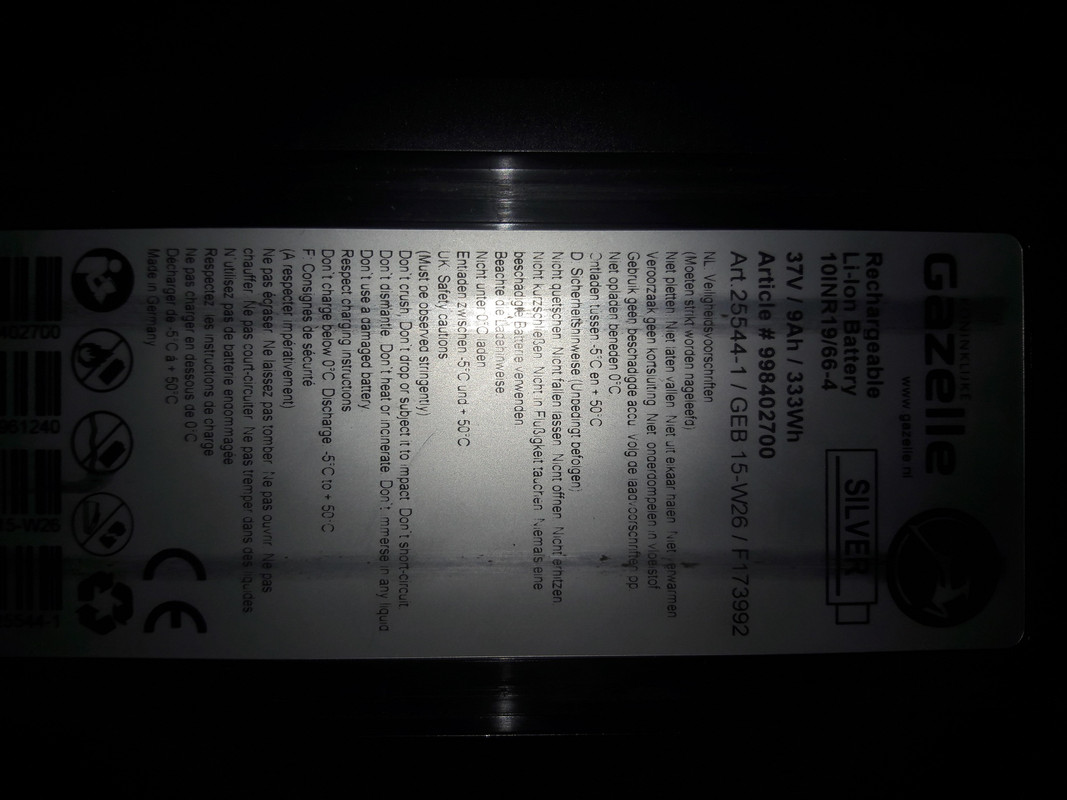 Gazelle
www.gazelle.nl
Rechargeable
Li-Ion Battery
10INR19/66-4
SILVER
37V / 9Ah / 333Wh
Article # 998402700
Art.25544-1 / GEB 15-W26 / F173992
NL Veiligheidsvoorschriften
(Moeten strikt worden nageleefd)
Niet pletten Niet laten vallen Niet uit elkaar halen Niet verwarmen
Veroorzaak geen kortsluiting Niet onderdompelen in vloeistof
Gebruik geen beschadigde accu Volg de laadvoorschriften op
Niet opladen beneden 0°C
Ontladen tussen -5°C en + 50°C
D Sicherheitshinweise (Unbedingt befolgen)
Nicht quetschen Nicht fallen lassen Nicht öffnen Nicht erhitzen
Nicht kurzschließen Nicht in Flüßigkeit tauchen Niemals eine
beschädigte Batterie verwenden
Beachte die Ladehinweise
Nicht unter 0°C laden
Entladen zwischen -5°C und + 50°C
UK. Safety cautions
(Must be observed stringently)
Don't crush, Don't drop or subject it to impact Don't short-circuit
Don't dismantle Don't heat or incinerate Don't immerse in any liquid
Don't use a damaged battery
Respect charging instructions
Don't charge below 0°C Discharge -5°C to + 50°C
F. Consignes de sécurité
(A respecter impérativement)
Ne pas écraser Ne laissez pas tomber Ne pas ouvrir Ne pas
chauffer Ne pas court-circuiter Ne pas tremper dans des liquides
N'utilisez pas de batterie endommagée
Respectez les instructions de charge
Ne pas charger en dessous de 0°C
Décharger de -5°C à + 50°C
Made in Germany
CE
402700
961240
15-W26
25544-1